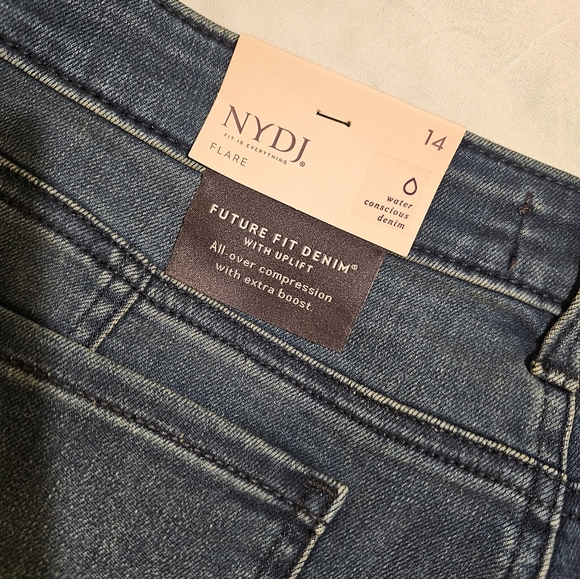 NYDJ®
FIT IS EVERYTHING
FLARE
14
water
conscious
denim
FUTURE FIT DENIM®
WITH UPLIFT
All-over compression
with extra boost.